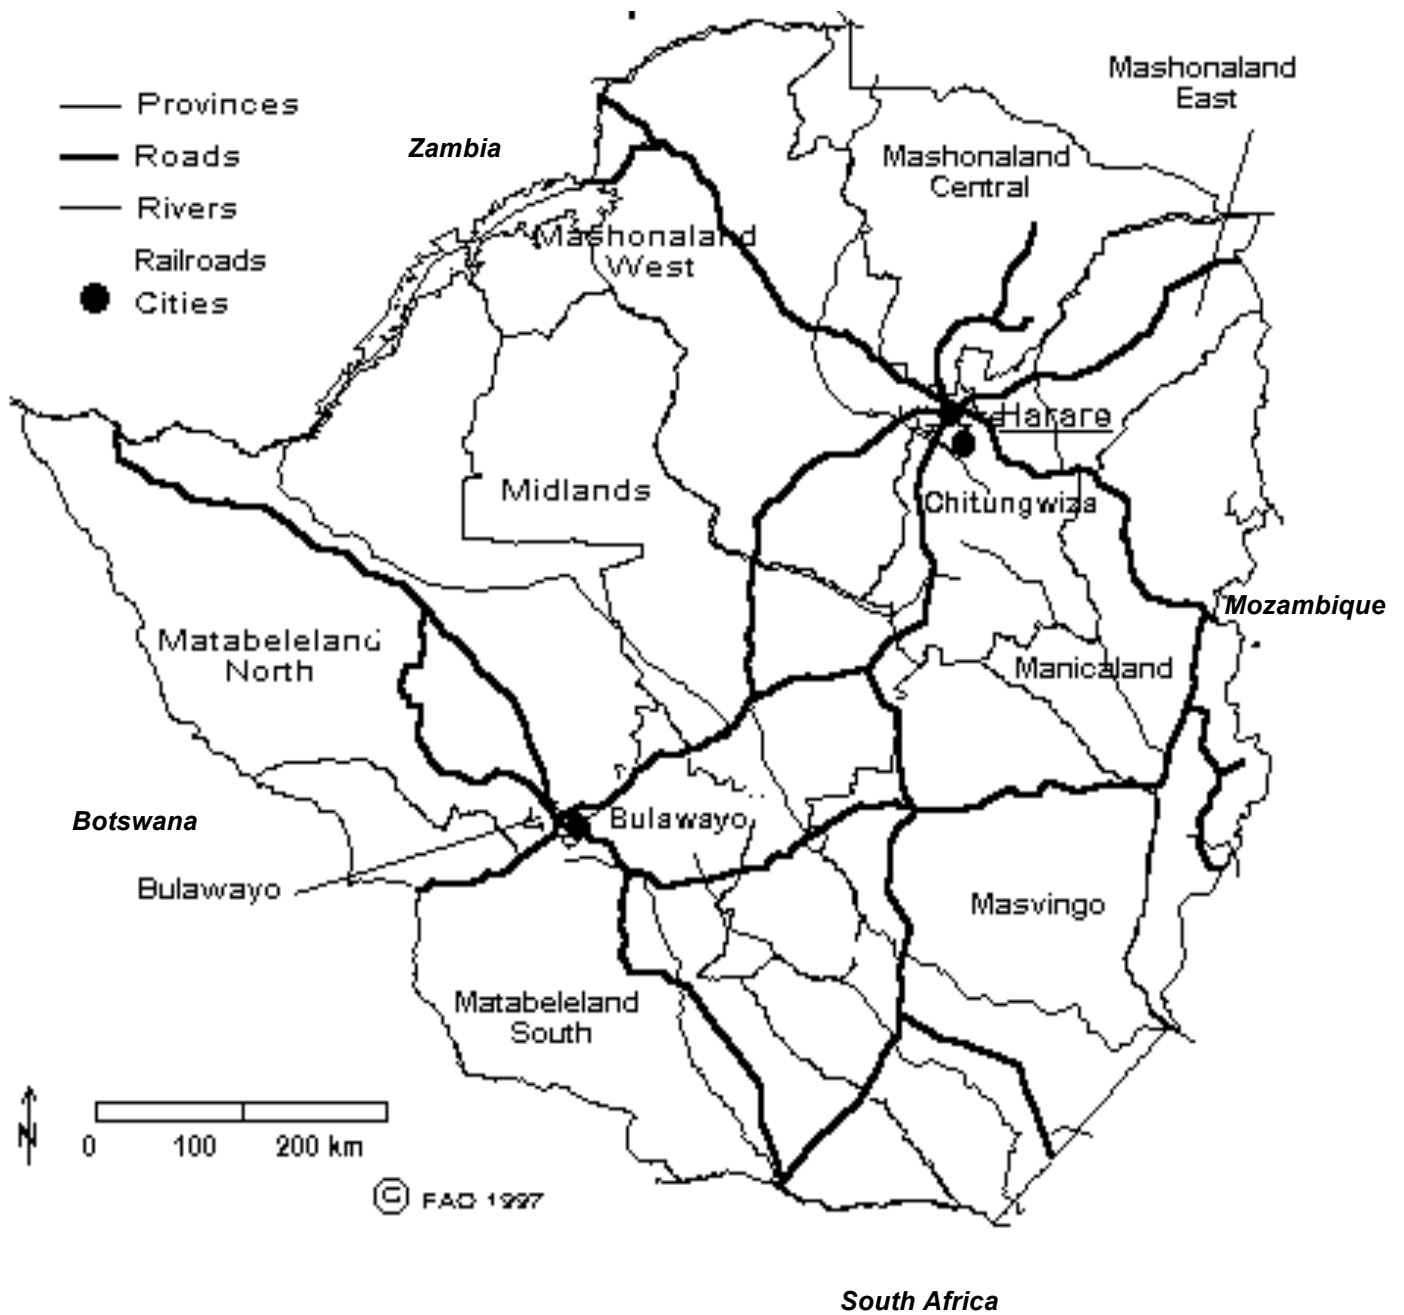 Mashonaland
East
Provinces
Roads
Rivers
Railroads
Cities
Zambia
Mashonaland
Central
Mashonaland
West
Harare
Midlands
Chitungwiza
Mozambique
Matabeleland
North
Manicaland
Botswana
Bulawayo
Bulawayo
Masvingo
Matabeleland
South
N
0 100 200 km
© FAO 1997
South Africa